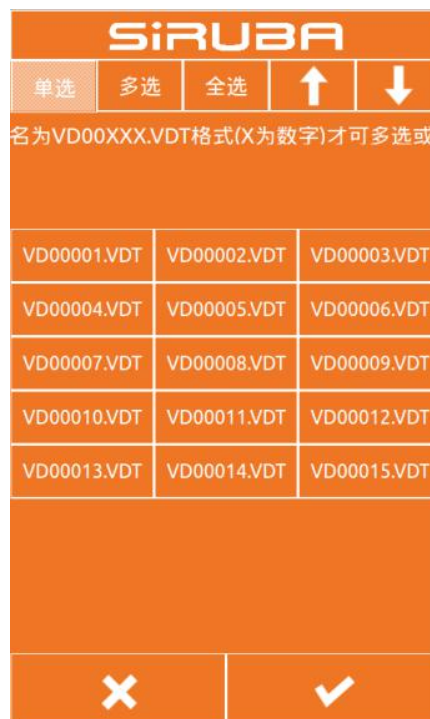 SiRUBA
单选 多选 全选
名为VD00XXX.VDT格式(X为数字)才可多选或
VD00001.VDT VD00002.VDT VD00003.VDT
VD00004.VDT VD00005.VDT VD00006.VDT
VD00007.VDT VD00008.VDT VD00009.VDT
VD00010.VDT VD00011.VDT VD00012.VDT
VD00013.VDT VD00014.VDT VD00015.VDT